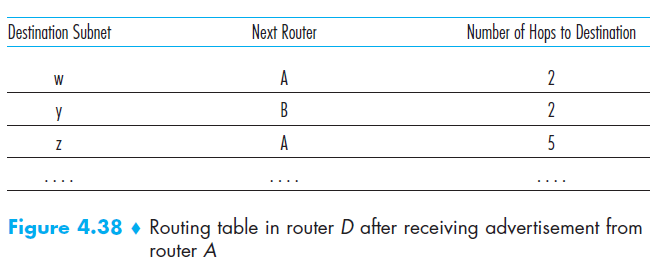 Destination Subnet Next Router Number of Hops to Destination
w A 2
y B 2
z A 5
.... .... ....
Figure 4.38 ♦ Routing table in router D after receiving advertisement from
router A